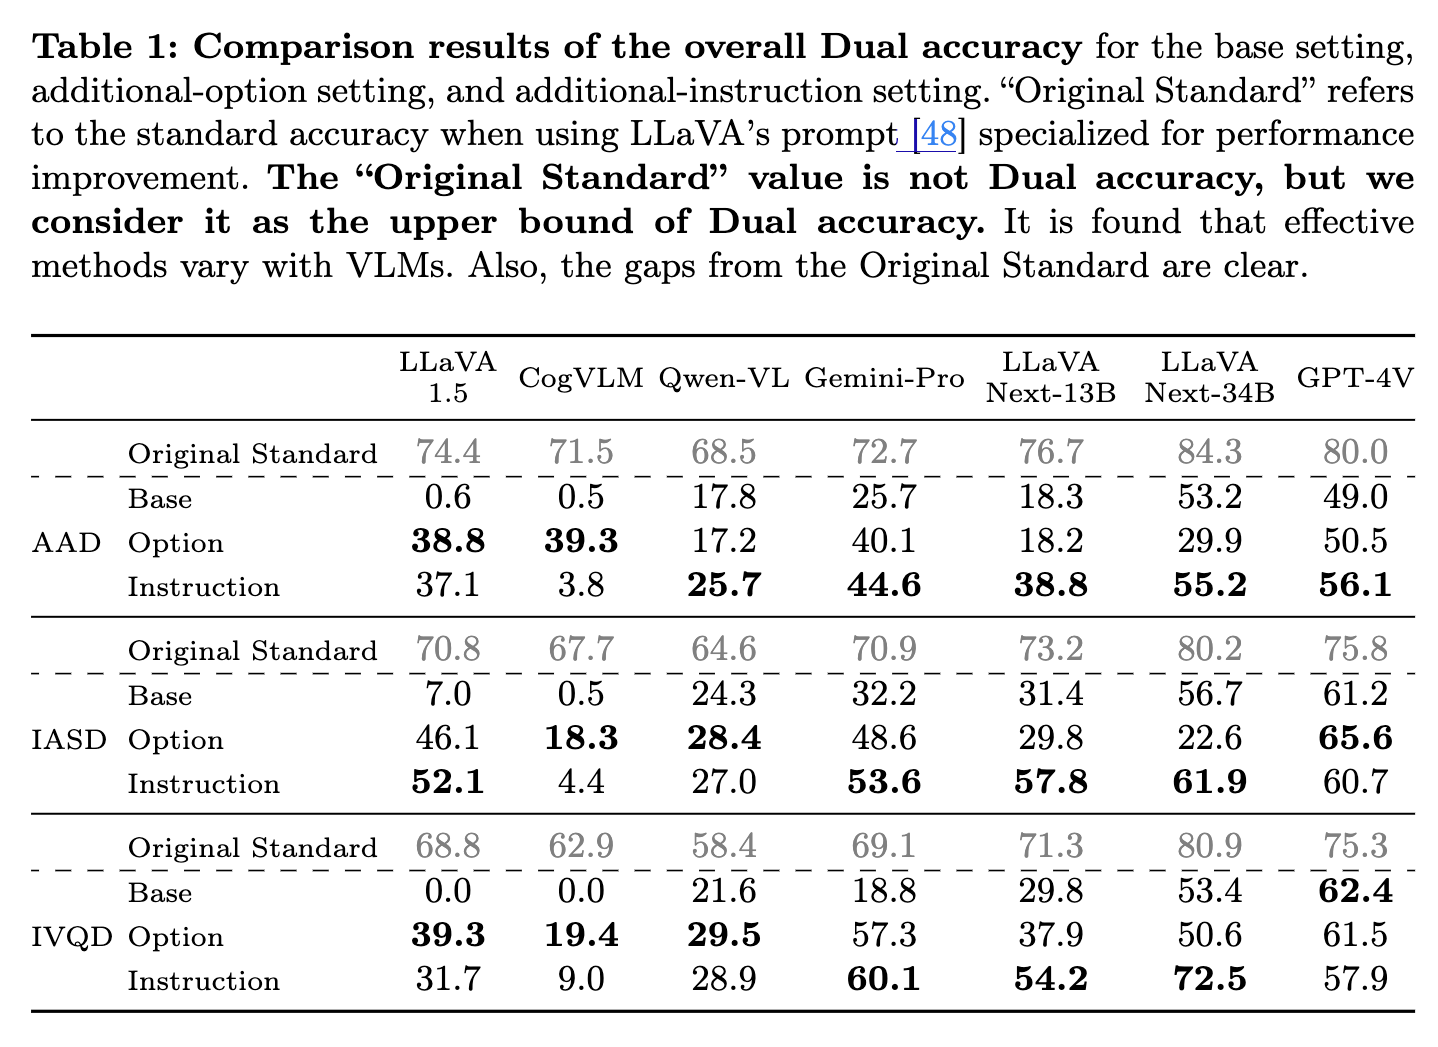 Table 1: Comparison results of the overall Dual accuracy for the base setting,
additional-option setting, and additional-instruction setting. “Original Standard” refers
to the standard accuracy when using LLaVA’s prompt [48] specialized for performance
improvement. The “Original Standard” value is not Dual accuracy, but we
consider it as the upper bound of Dual accuracy. It is found that effective
methods vary with VLMs. Also, the gaps from the Original Standard are clear.
LLaVA 1.5 CogVLM Qwen-VL Gemini-Pro LLaVA Next-13B LLaVA Next-34B GPT-4V
Original Standard 74.4 71.5 68.5 72.7 76.7 84.3 80.0
Base 0.6 0.5 17.8 25.7 18.3 53.2 49.0
AAD Option 38.8 39.3 17.2 40.1 18.2 29.9 50.5
Instruction 37.1 3.8 25.7 44.6 38.8 55.2 56.1
Original Standard 70.8 67.7 64.6 70.9 73.2 80.2 75.8
Base 7.0 0.5 24.3 32.2 31.4 56.7 61.2
IASD Option 46.1 18.3 28.4 48.6 29.8 22.6 65.6
Instruction 52.1 4.4 27.0 53.6 57.8 61.9 60.7
Original Standard 68.8 62.9 58.4 69.1 71.3 80.9 75.3
Base 0.0 0.0 21.6 18.8 29.8 53.4 62.4
IVQD Option 39.3 19.4 29.5 57.3 37.9 50.6 61.5
Instruction 31.7 9.0 28.9 60.1 54.2 72.5 57.9